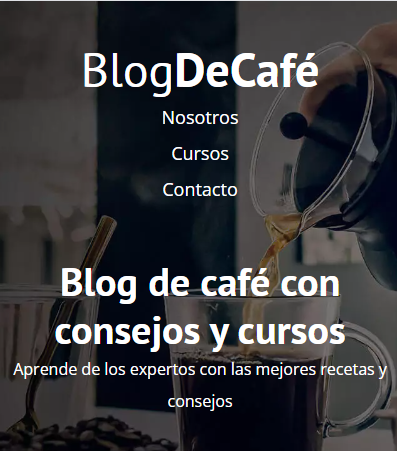 BlogDeCafé
Nosotros
Cursos
Contacto
Blog de café con
consejos y cursos
Aprende de los expertos con las mejores recetas y
consejos